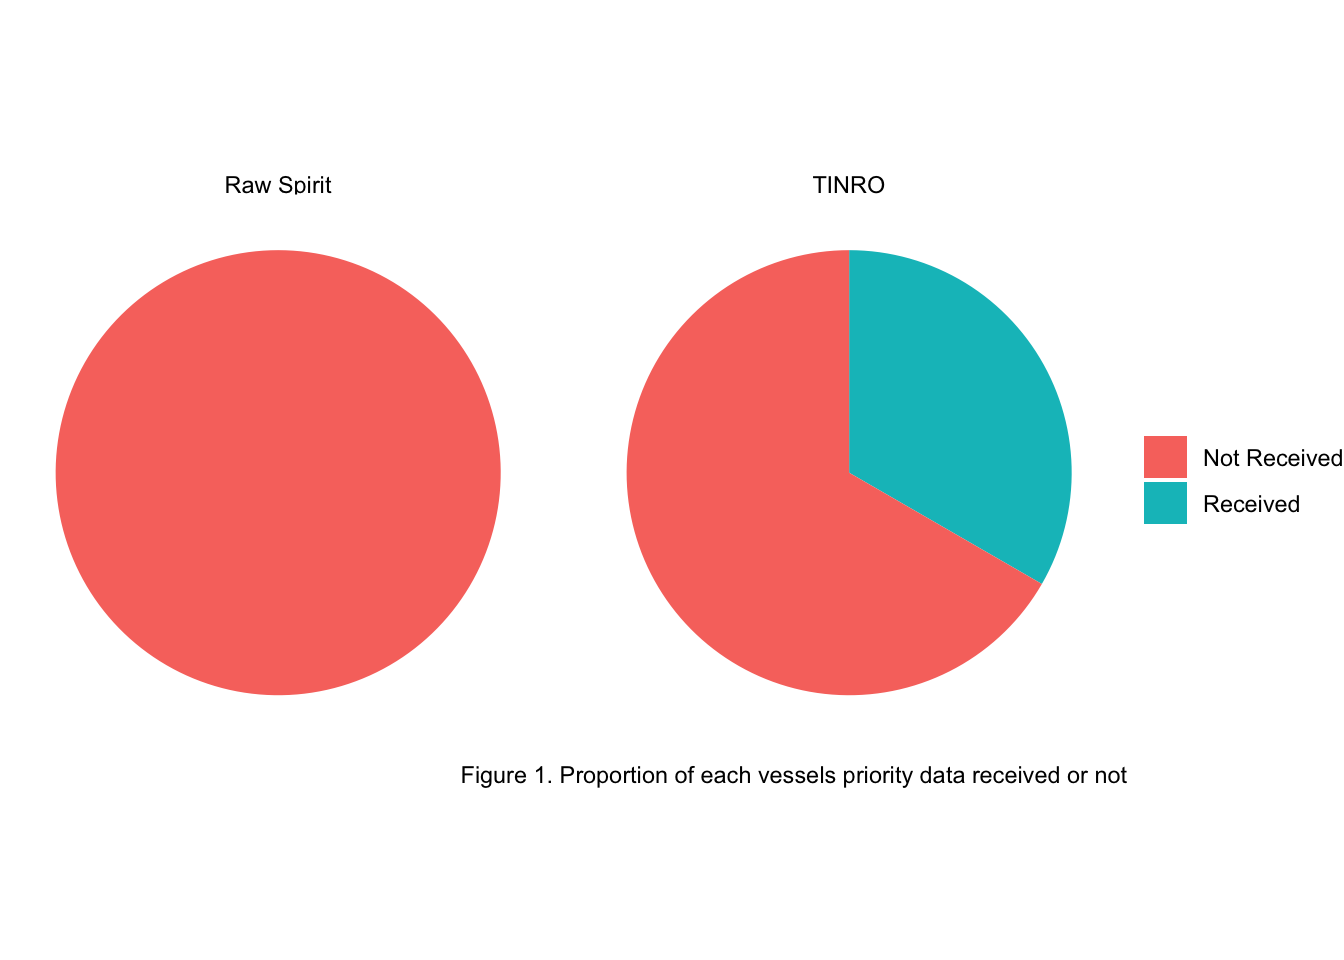 Raw Spirit
TINRO
Not Received
Received
Figure 1. Proportion of each vessels priority data received or not